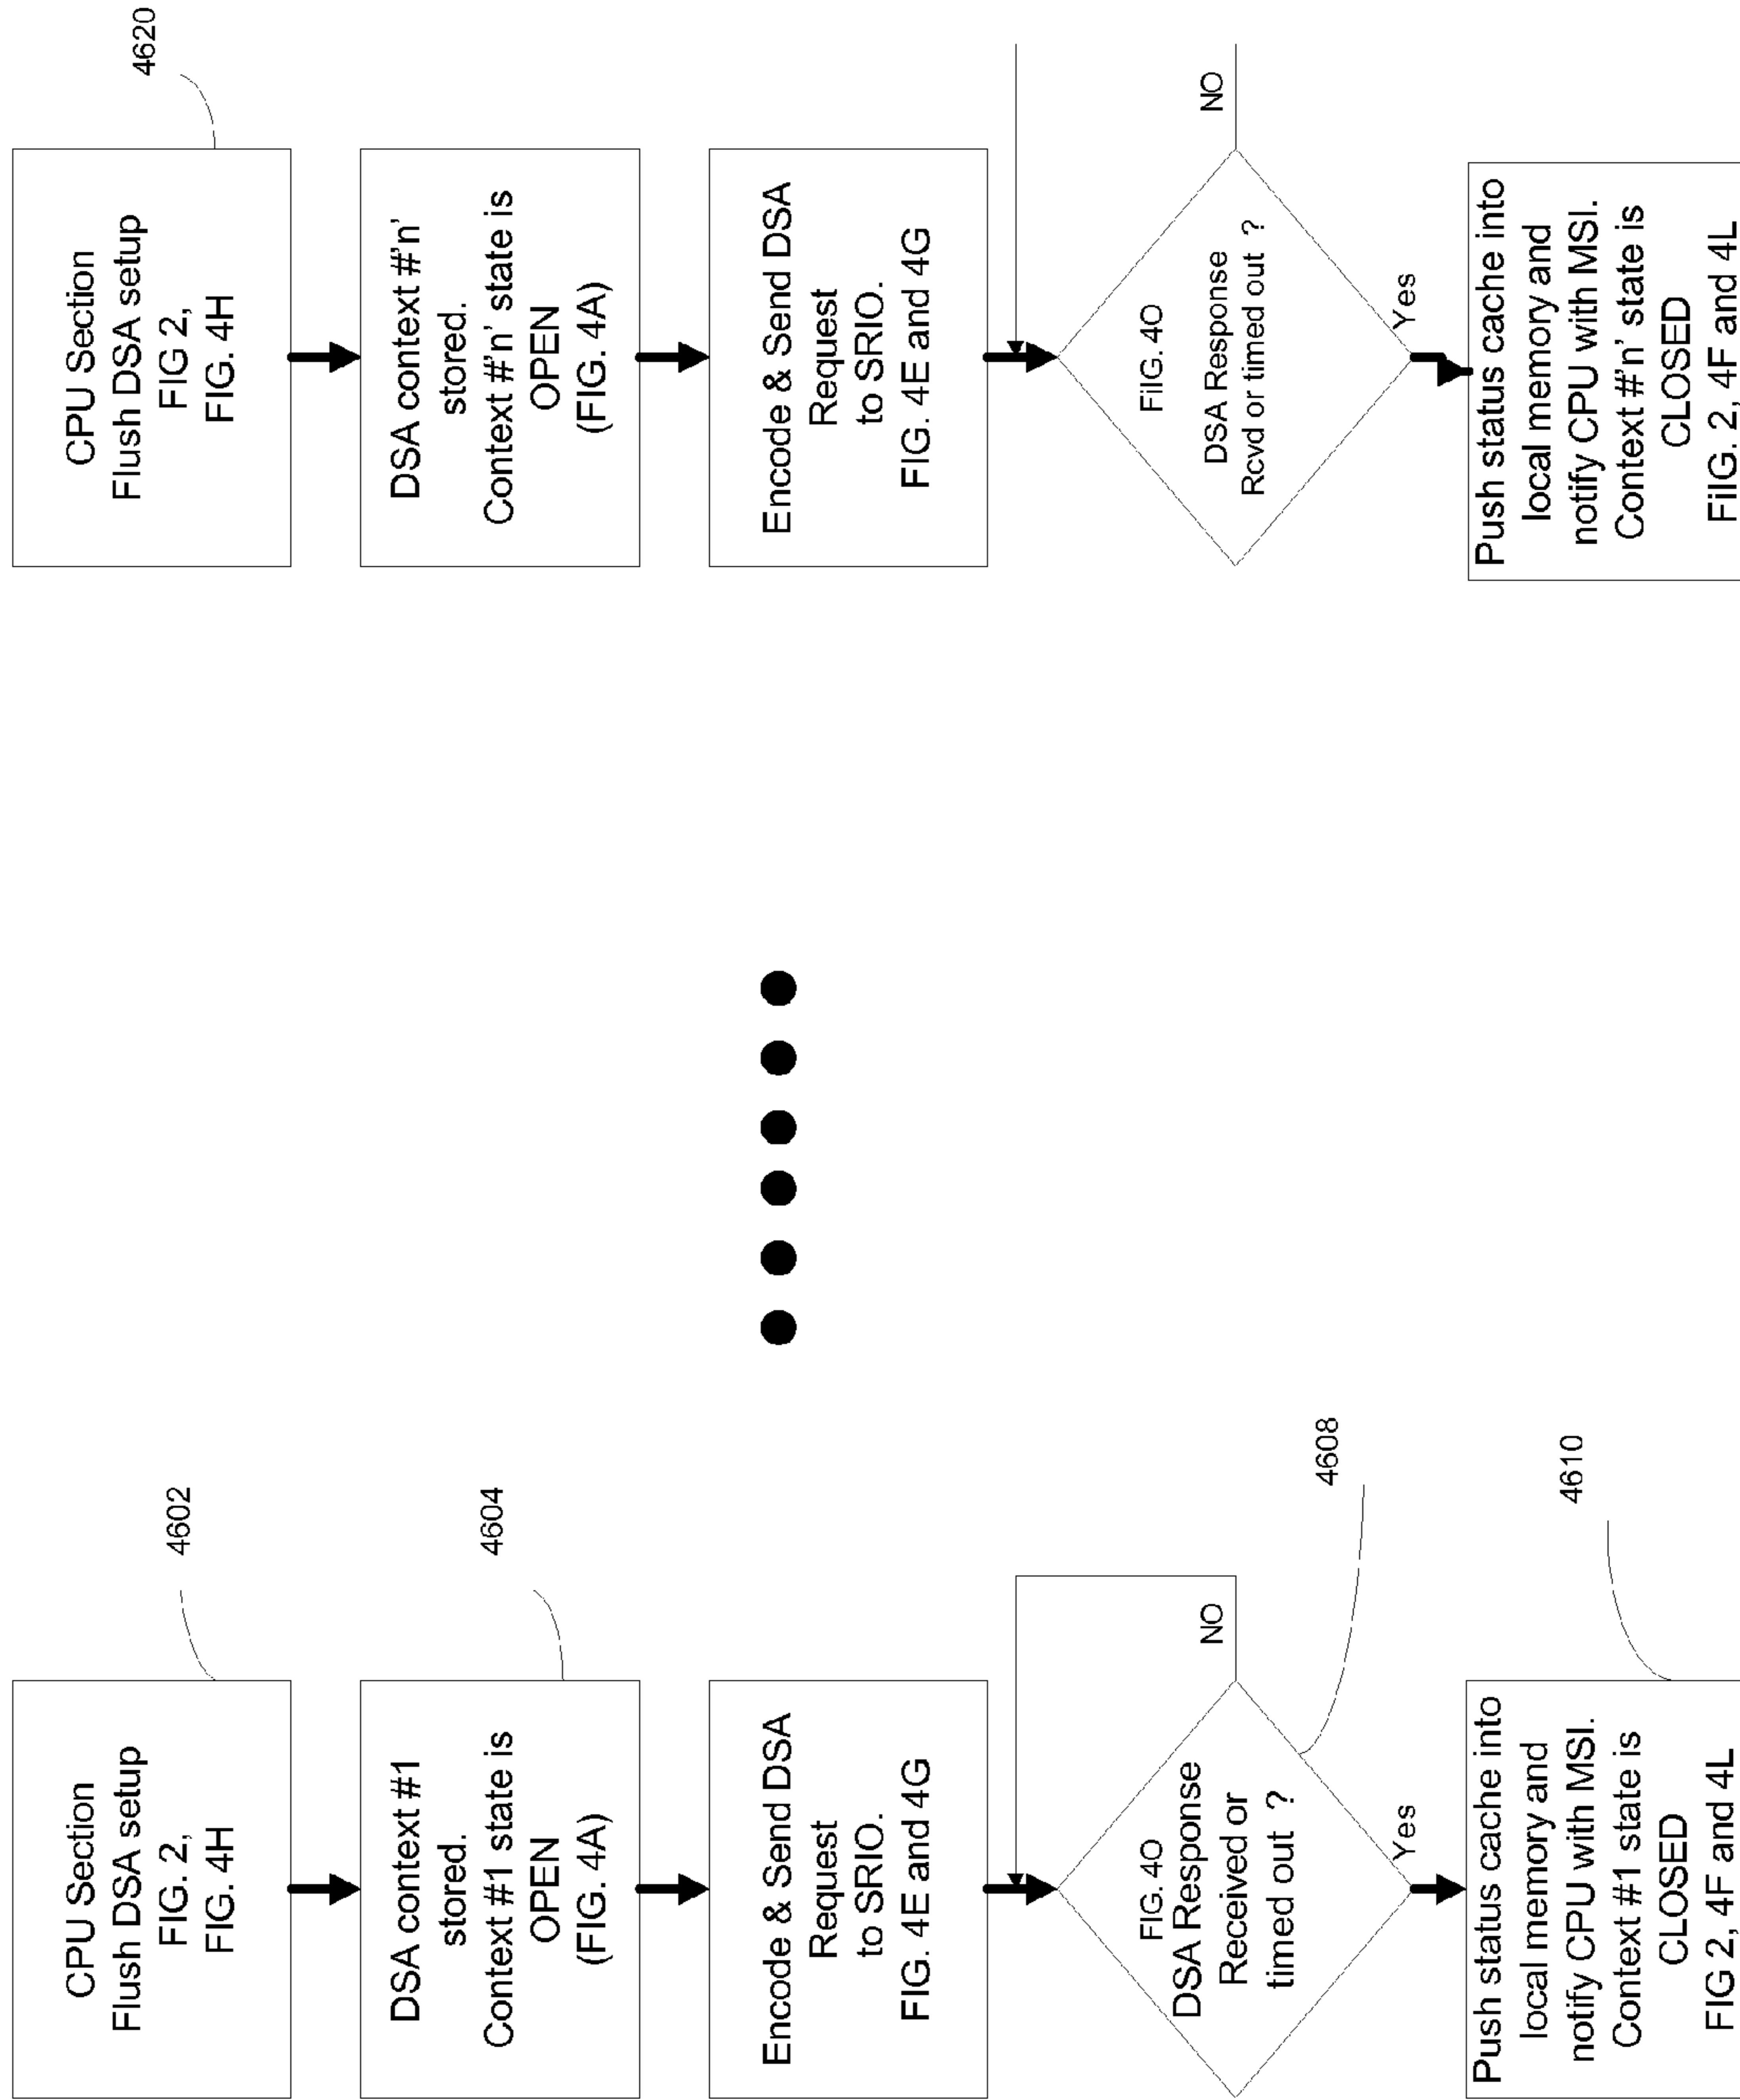 CPU Section
Flush DSA setup
FIG. 2,
FIG. 4H
4602
DSA context #1
stored.
Context #1 state is
OPEN
(FIG. 4A)
4604
Encode & Send DSA
Request
to SRIO.
FIG. 4E and 4G
FIG. 4O
DSA Response
Received or
timed out ?
NO
Yes
4608
Push status cache into
local memory and
notify CPU with MSI.
Context #1 state is
CLOSED
FIG 2, 4F and 4L
4610
CPU Section
Flush DSA setup
FIG 2,
FIG. 4H
4620
DSA context #'n'
stored.
Context #'n' state is
OPEN
(FIG. 4A)
Encode & Send DSA
Request
to SRIO.
FIG. 4E and 4G
FiIG. 4O
DSA Response
Rcvd or timed out ?
NO
Yes
Push status cache into
local memory and
notify CPU with MSI.
Context #'n' state is
CLOSED
FiIG. 2, 4F and 4L